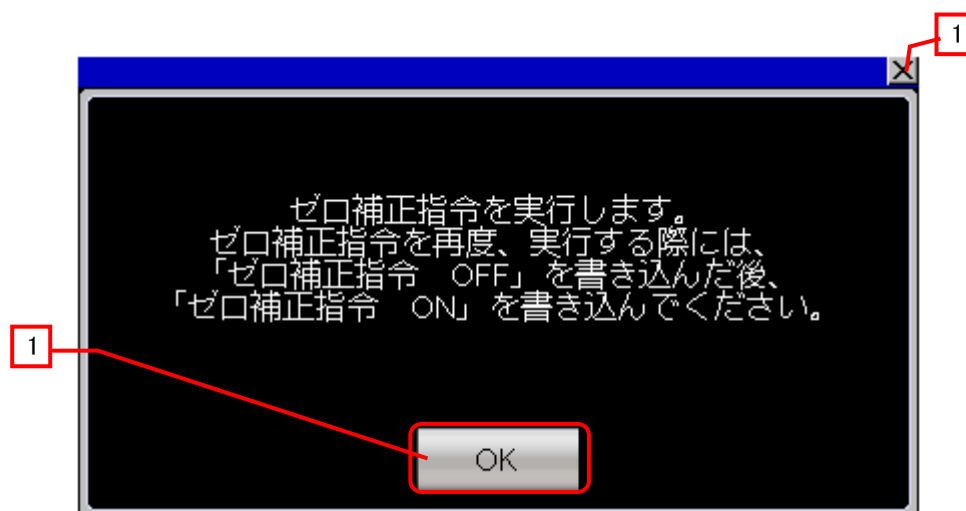 1
ゼロ補正指令を実行します。
ゼロ補正指令を再度、実行する際には、
「ゼロ補正指令　OFF」を書き込んだ後、
「ゼロ補正指令　ON」を書き込んでください。
1
OK